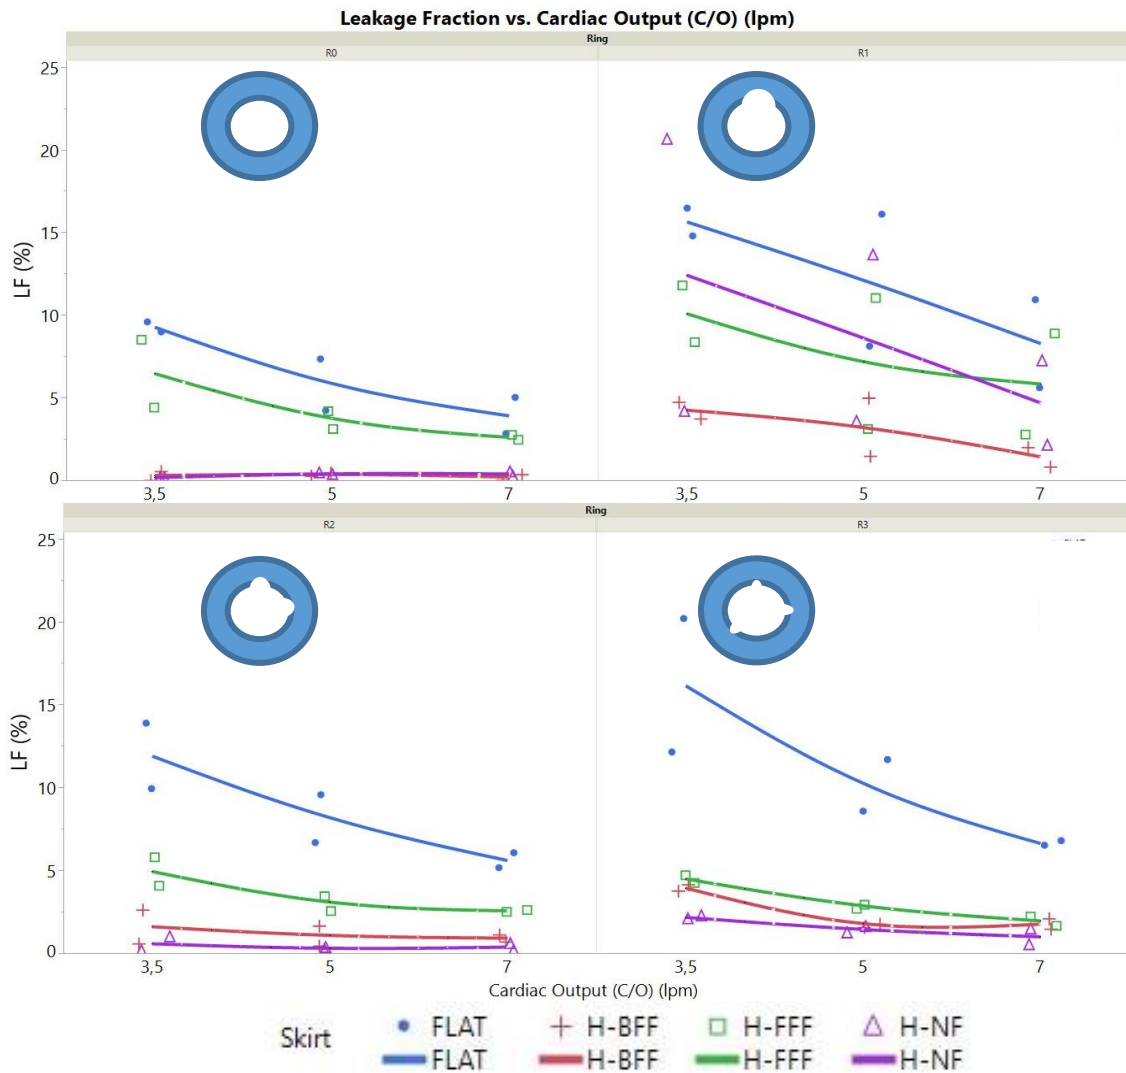 Leakage Fraction vs. Cardiac Output (C/O) (lpm)
Ring
R0 R1
25
20
15
10
5
0
LF (%)
3,5 5 7 3,5 5 7
Ring
R2 R3
25
20
15
10
5
0
LF (%)
3,5 5 7 3,5 5 7
Cardiac Output (C/O) (lpm)
Skirt
FLAT H-BFF H-FFF H-NF
FLAT H-BFF H-FFF H-NF